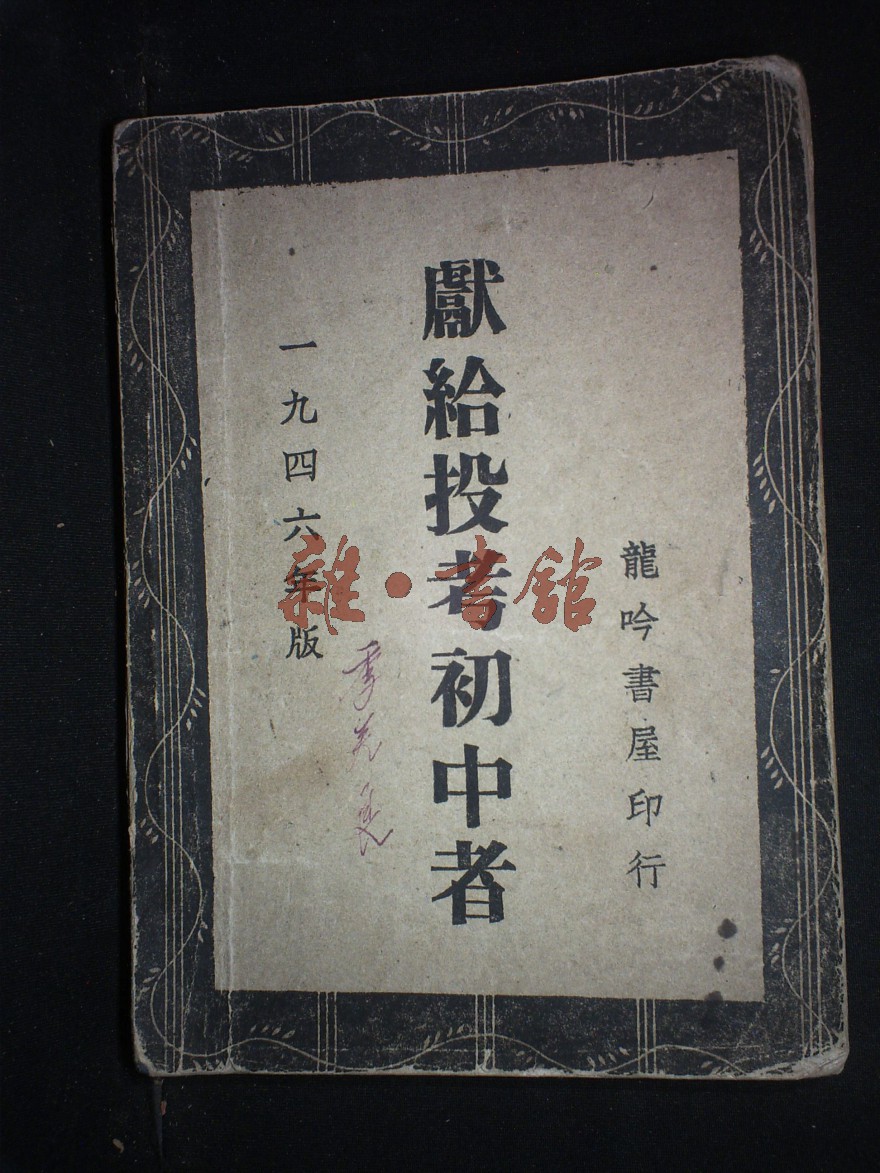 龍吟書屋印行
獻給投考初中者
一九四六年版
雜·書舘